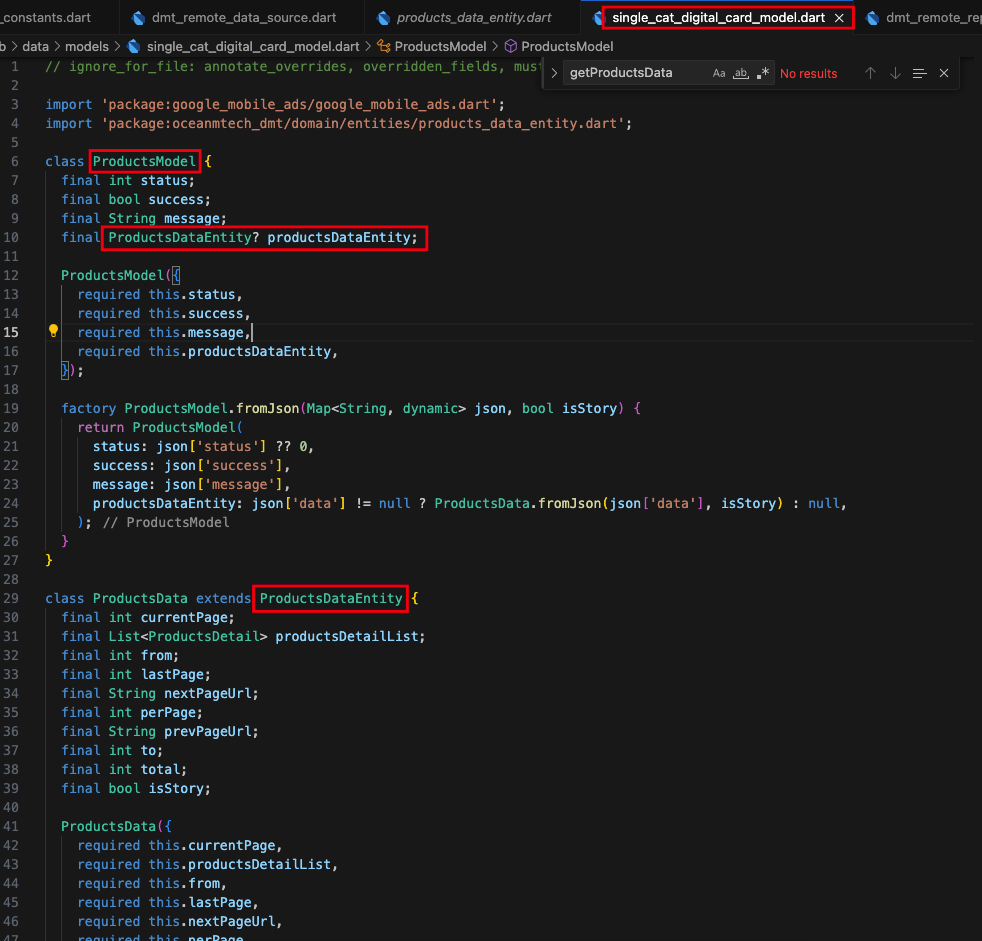 _constants.dart
dmt_remote_data_source.dart
products_data_entity.dart
single_cat_digital_card_model.dart
dmt_remote_rep
b > data > models > single_cat_digital_card_model.dart > ProductsModel > ProductsModel
getProductsData Aa ab .* No results
1 // ignore_for_file: annotate_overrides, overridden_fields, must
2
3 import 'package:google_mobile_ads/google_mobile_ads.dart';
4 import 'package:oceanmtech_dmt/domain/entities/products_data_entity.dart';
5
6 class ProductsModel {
7 final int status;
8 final bool success;
9 final String message;
10 final ProductsDataEntity? productsDataEntity;
11
12 ProductsModel({
13 required this.status,
14 required this.success,
15 required this.message,
16 required this.productsDataEntity,
17 });
18
19 factory ProductsModel.fromJson(Map<String, dynamic> json, bool isStory) {
20 return ProductsModel(
21 status: json['status'] ?? 0,
22 success: json['success'],
23 message: json['message'],
24 productsDataEntity: json['data'] != null ? ProductsData.fromJson(json['data'], isStory) : null,
25 ); // ProductsModel
26 }
27 }
28
29 class ProductsData extends ProductsDataEntity {
30 final int currentPage;
31 final List<ProductsDetail> productsDetailList;
32 final int from;
33 final int lastPage;
34 final String nextPageUrl;
35 final int perPage;
36 final String prevPageUrl;
37 final int to;
38 final int total;
39 final bool isStory;
40
41 ProductsData({
42 required this.currentPage,
43 required this.productsDetailList,
44 required this.from,
45 required this.lastPage,
46 required this.nextPageUrl,
47 required this.perPage